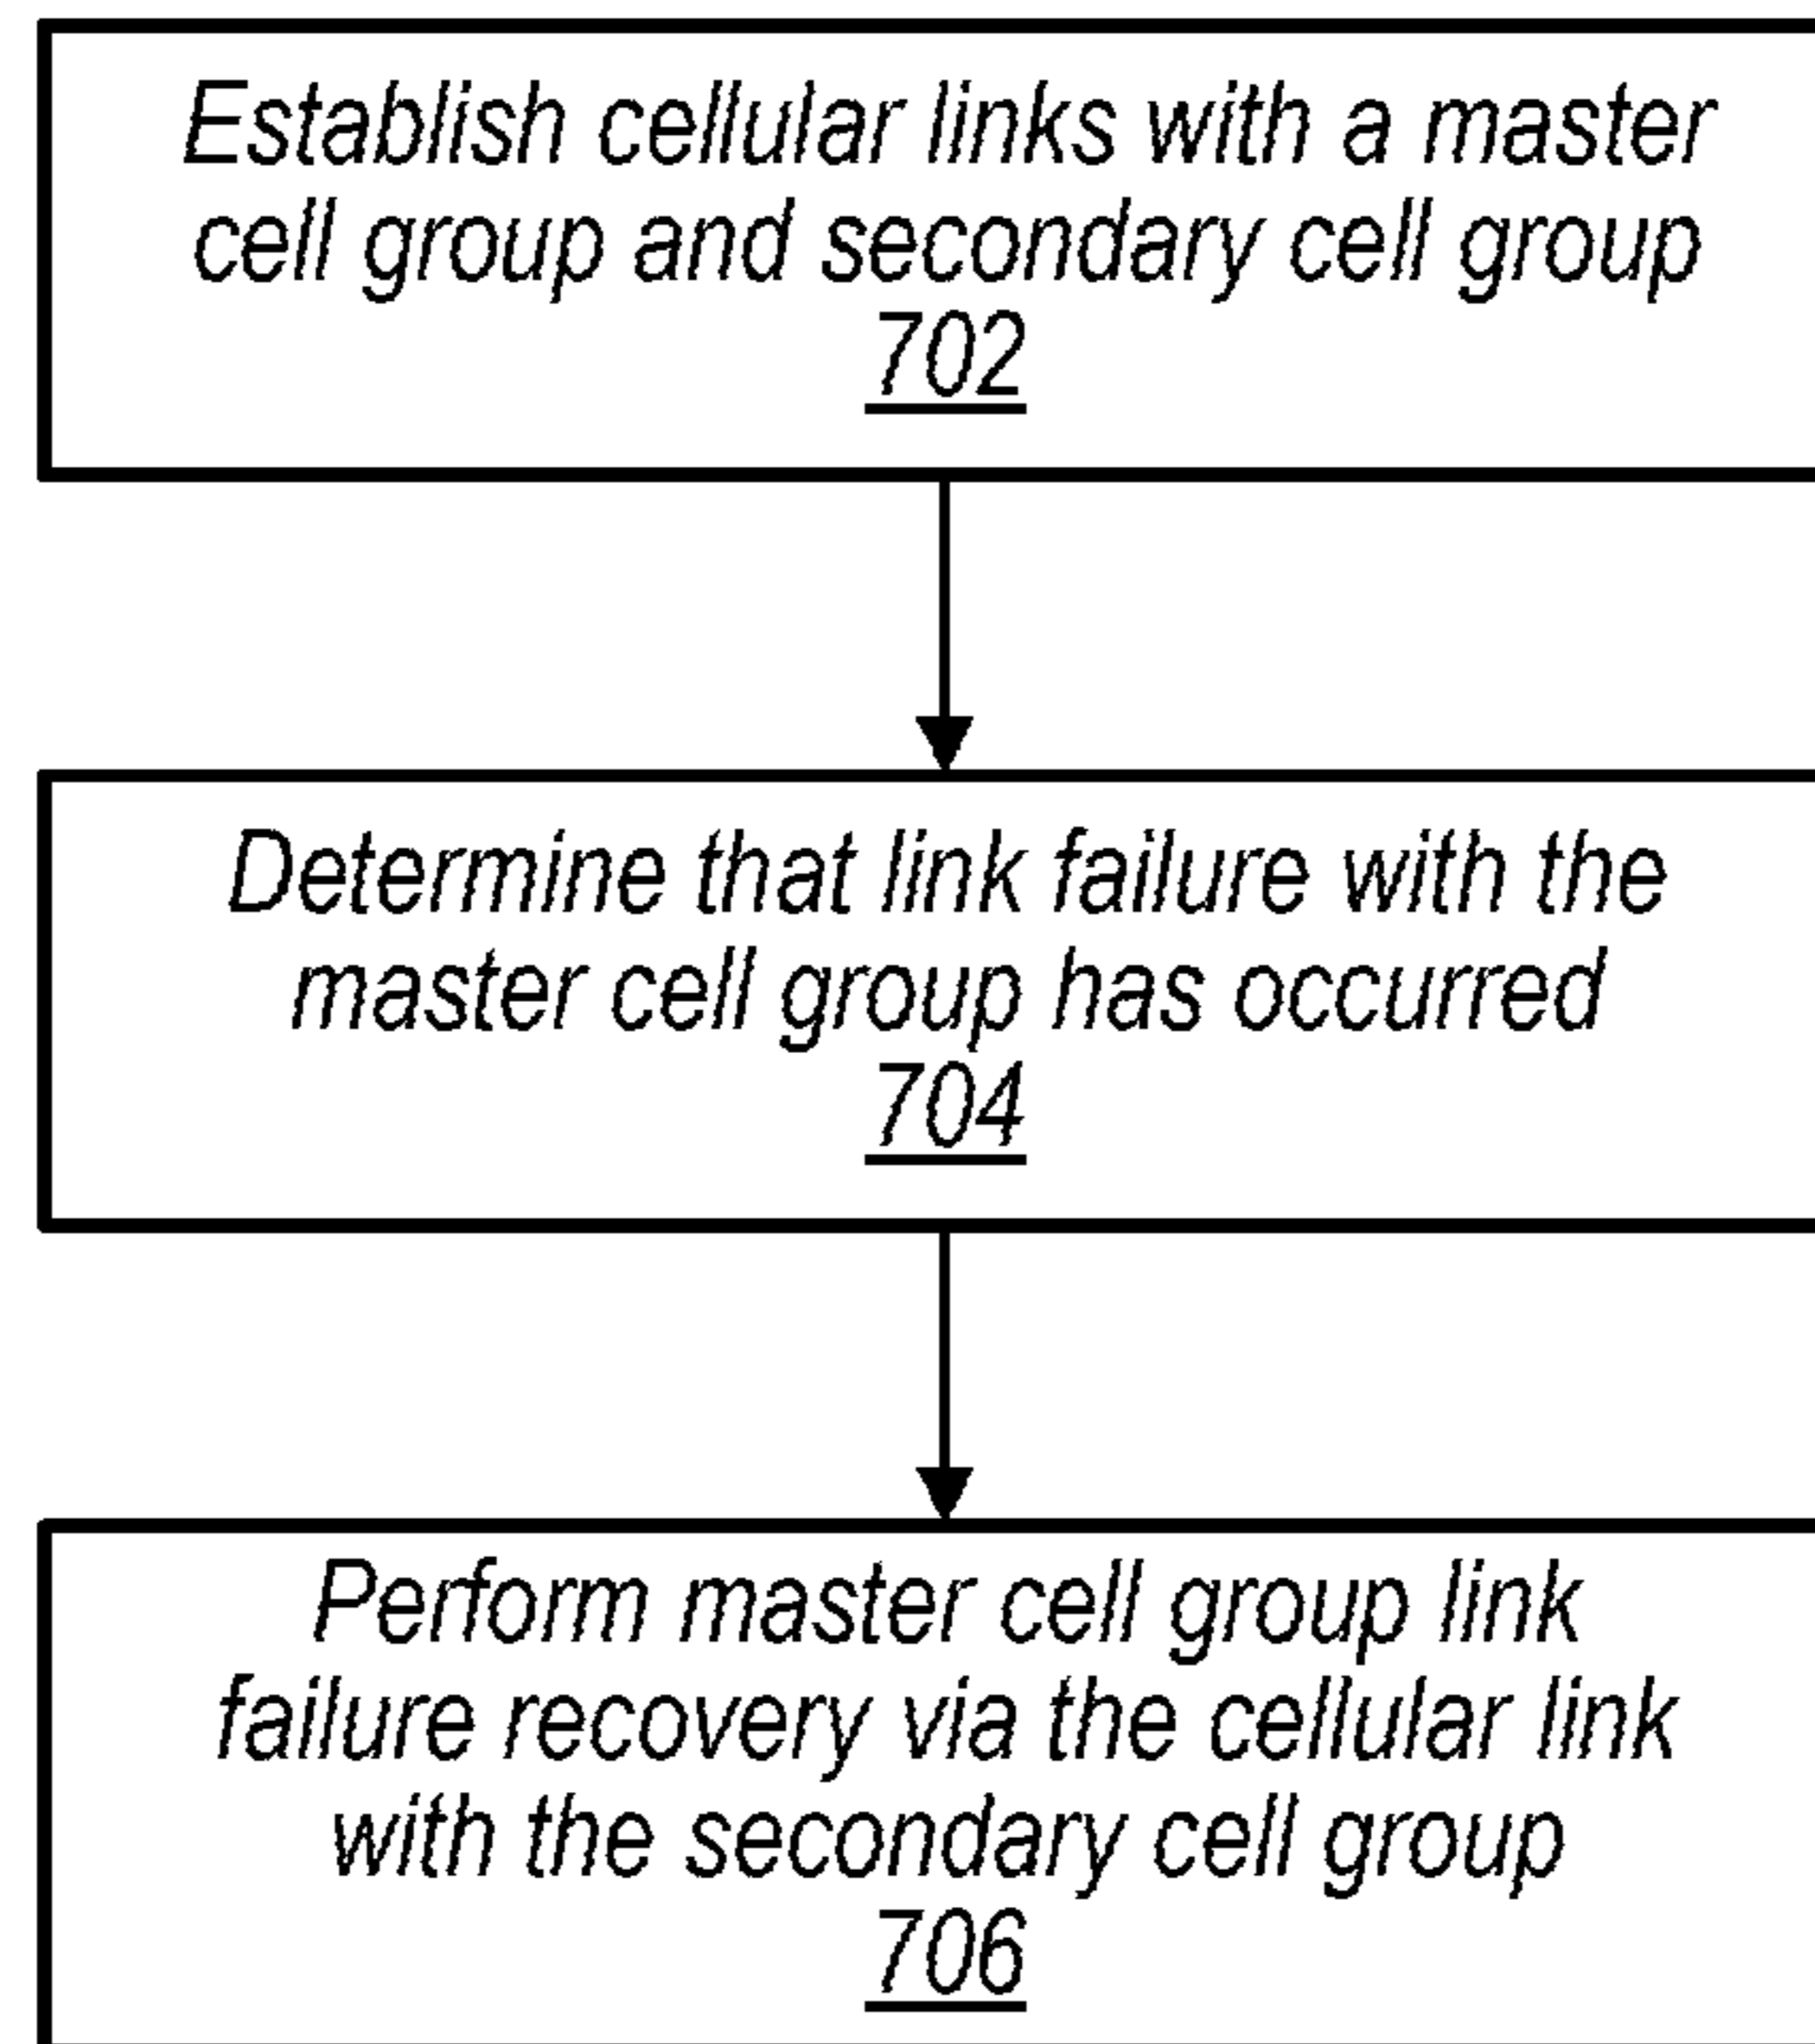 Establish cellular links with a master
cell group and secondary cell group
702
Determine that link failure with the
master cell group has occurred
704
Perform master cell group link
failure recovery via the cellular link
with the secondary cell group
706